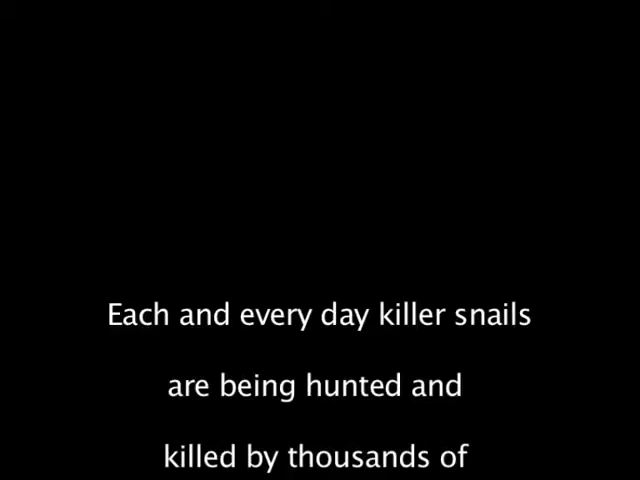 Each and every day killer snails
are being hunted and
killed by thousands of